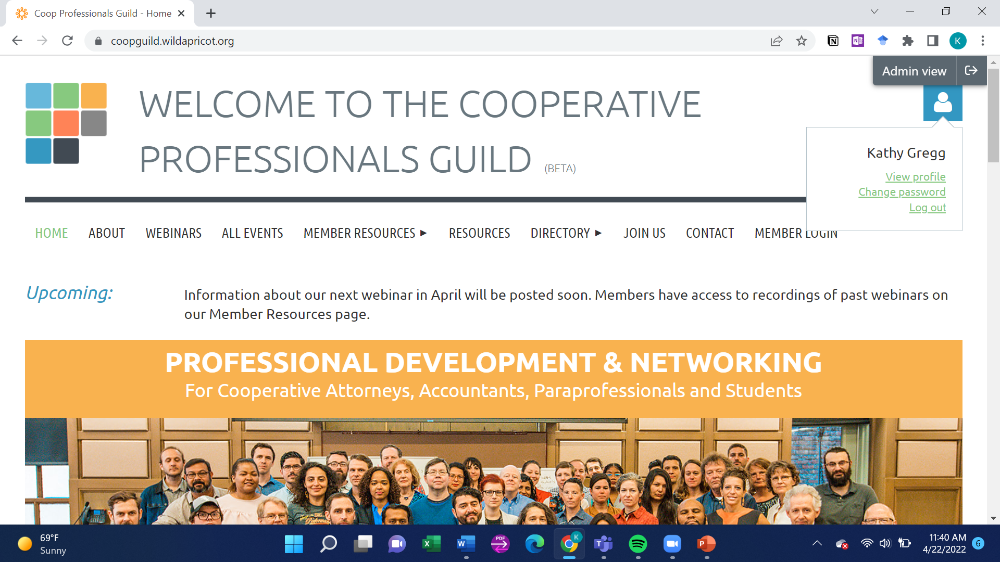 Coop Professionals Guild - Home
coopguild.wildapricot.org
K
Admin view
WELCOME TO THE COOPERATIVE
PROFESSIONALS GUILD (BETA)
Kathy Gregg
View profile
Change password
Log out
HOME ABOUT WEBINARS ALL EVENTS MEMBER RESOURCES ► RESOURCES DIRECTORY ► JOIN US CONTACT MEMBER LOGIN
Upcoming:
Information about our next webinar in April will be posted soon. Members have access to recordings of past webinars on
our Member Resources page.
PROFESSIONAL DEVELOPMENT & NETWORKING
For Cooperative Attorneys, Accountants, Paraprofessionals and Students
69°F
Sunny
PDF
K
11:40 AM
4/22/2022
6